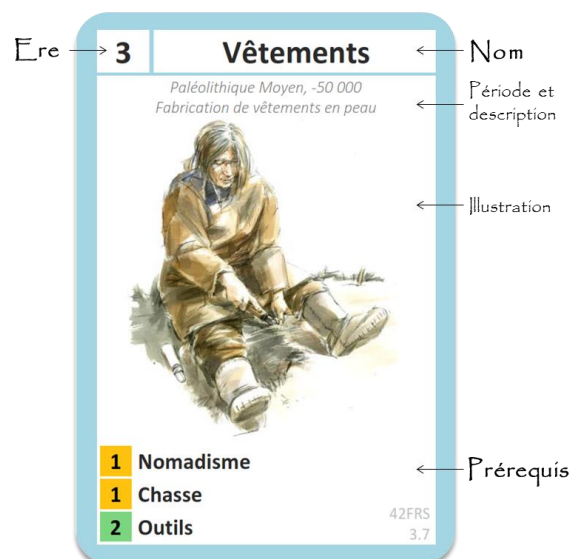 Ere
3
Vêtements
Nom
Paléolithique Moyen, -50 000
Fabrication de vêtements en peau
Période et
description
Illustration
1 Nomadisme
1 Chasse
2 Outils
Prérequis
42FRS
3.7